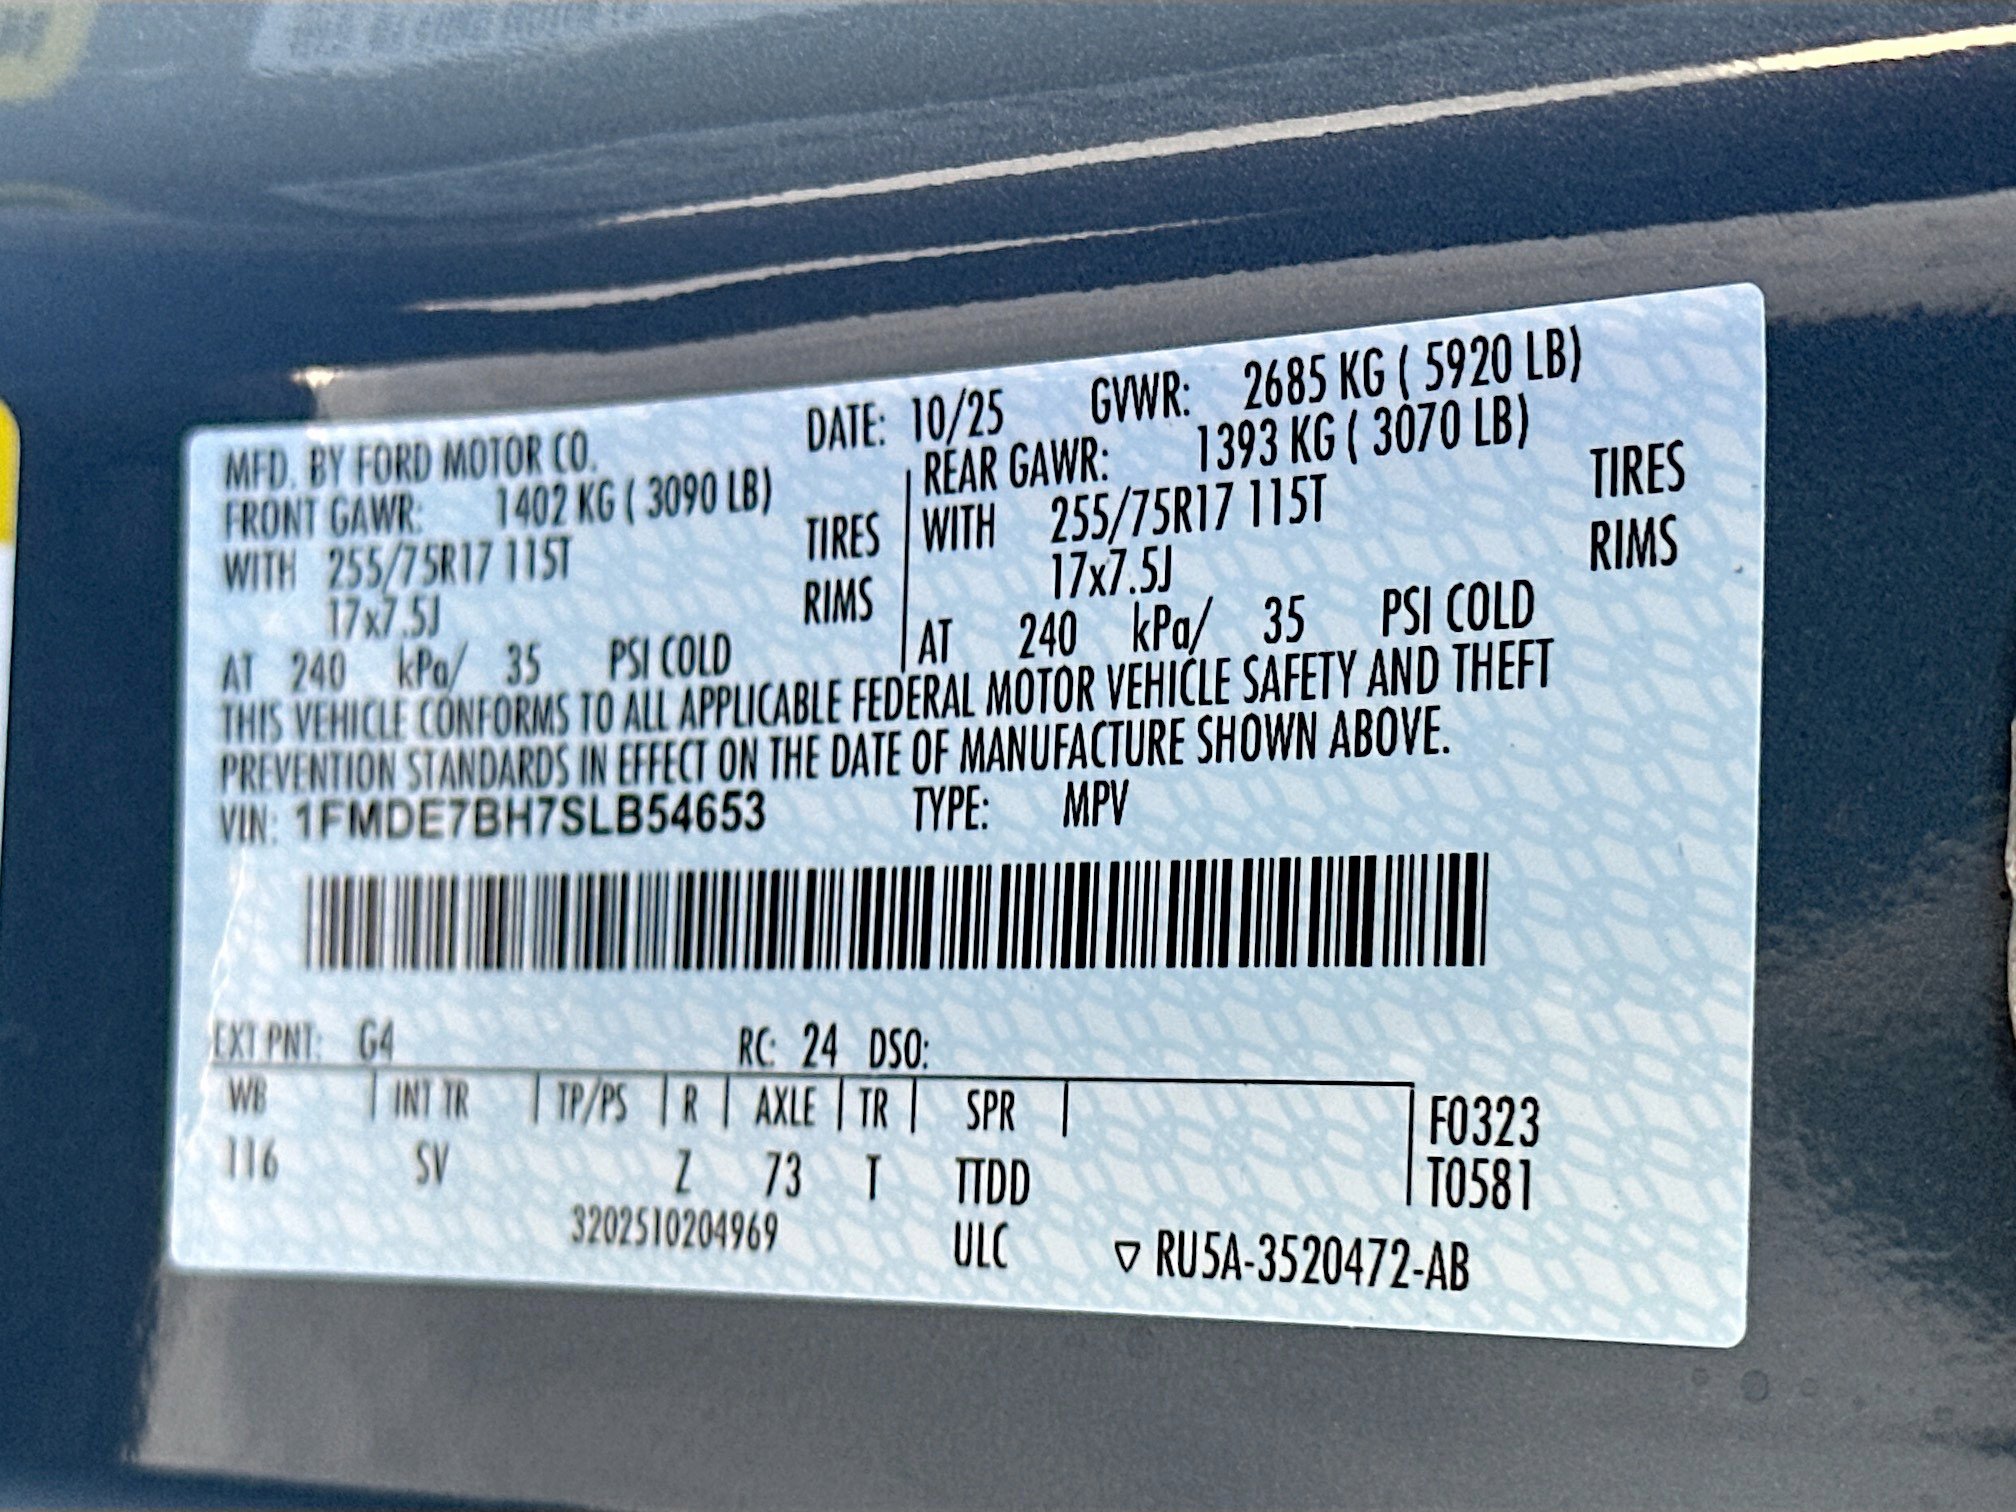 MFD. BY FORD MOTOR CO. DATE: 10/25 GVWR: 2685 KG ( 5920 LB)
FRONT GAWR: 1402 KG ( 3090 LB) REAR GAWR: 1393 KG ( 3070 LB)
WITH 255/75R17 115T TIRES WITH 255/75R17 115T TIRES
17x7.5J RIMS 17x7.5J RIMS
AT 240 kPa/ 35 PSI COLD AT 240 kPa/ 35 PSI COLD
THIS VEHICLE CONFORMS TO ALL APPLICABLE FEDERAL MOTOR VEHICLE SAFETY AND THEFT
PREVENTION STANDARDS IN EFFECT ON THE DATE OF MANUFACTURE SHOWN ABOVE.
VIN: 1FMDE7BH7SLB54653 TYPE: MPV
EXT PNT: G4 RC: 24 DSO:
WB INT TR TP/PS R AXLE TR SPR F0323
116 SV Z 73 T TTDD T0581
3202510204969 ULC ▽ RU5A-3520472-AB